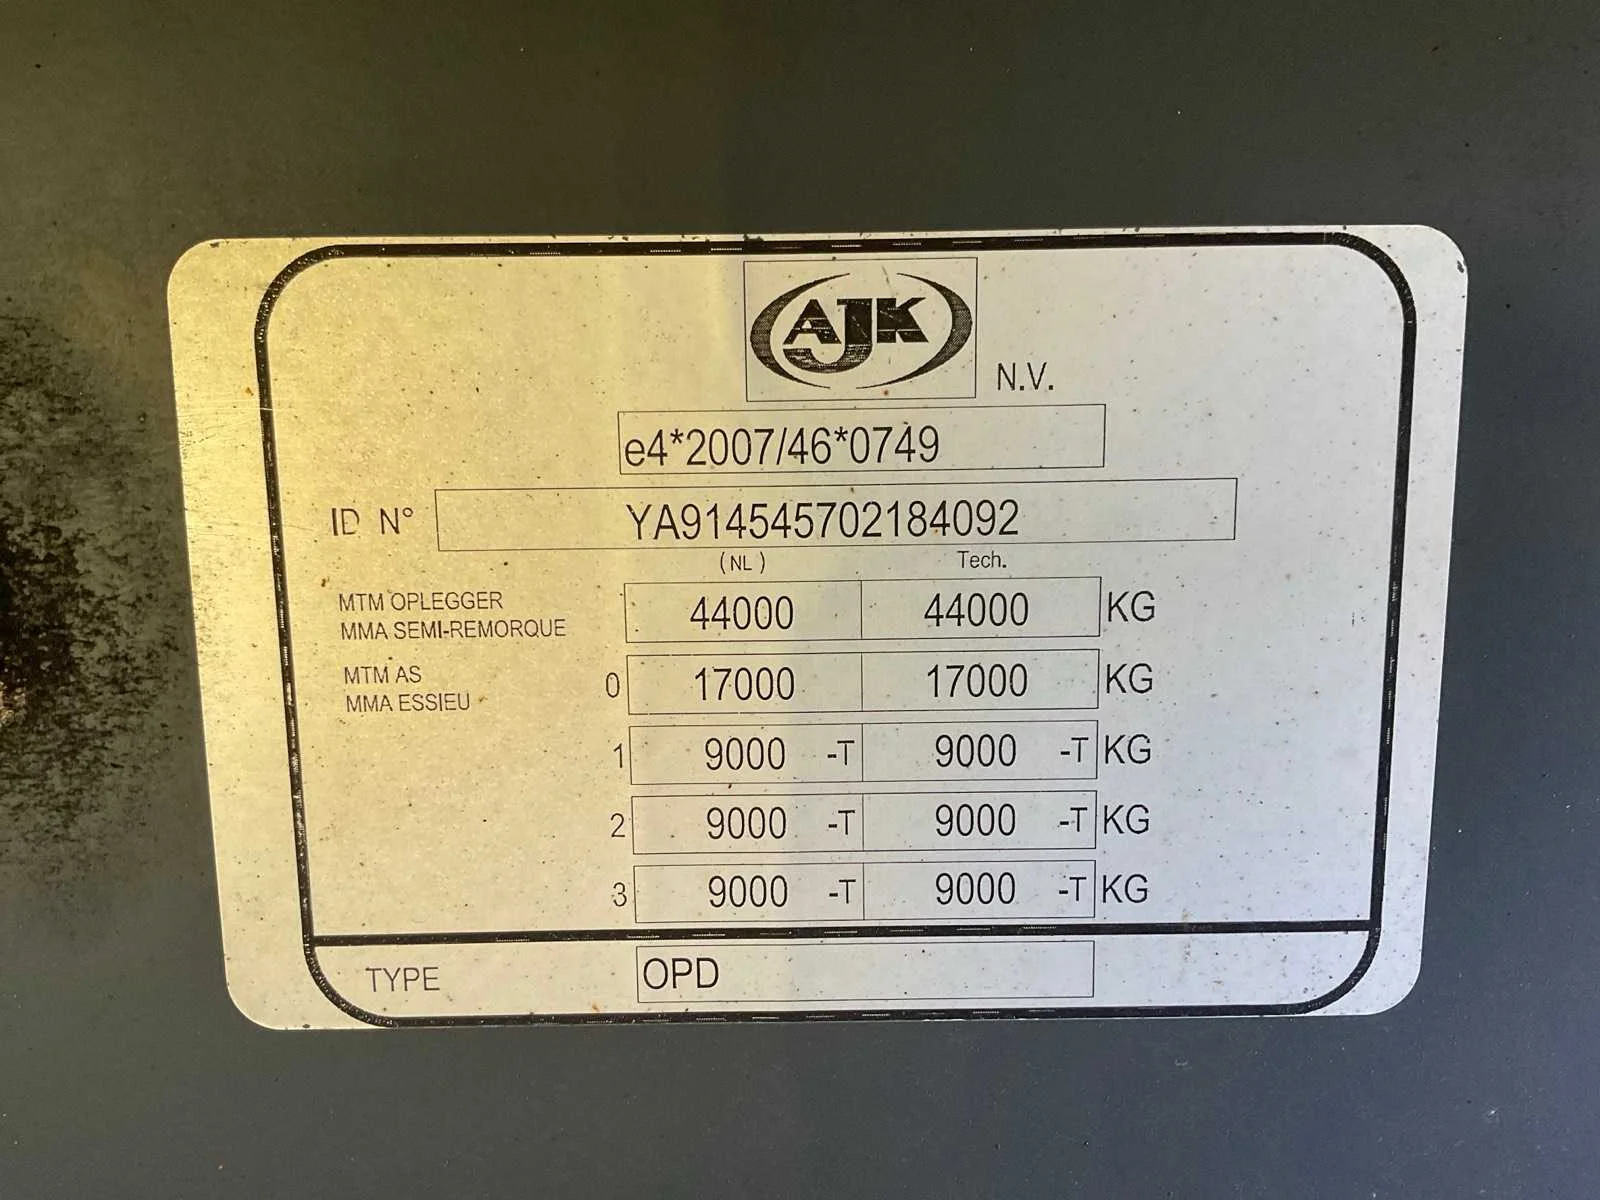 AJK
N.V.
e4*2007/46*0749
ID N° YA914545702184092
(NL) Tech.
MTM OPLEGGER
MMA SEMI-REMORQUE 44000 44000 KG
MTM AS
MMA ESSIEU 0 17000 17000 KG
1 9000 -T 9000 -T KG
2 9000 -T 9000 -T KG
3 9000 -T 9000 -T KG
TYPE OPD